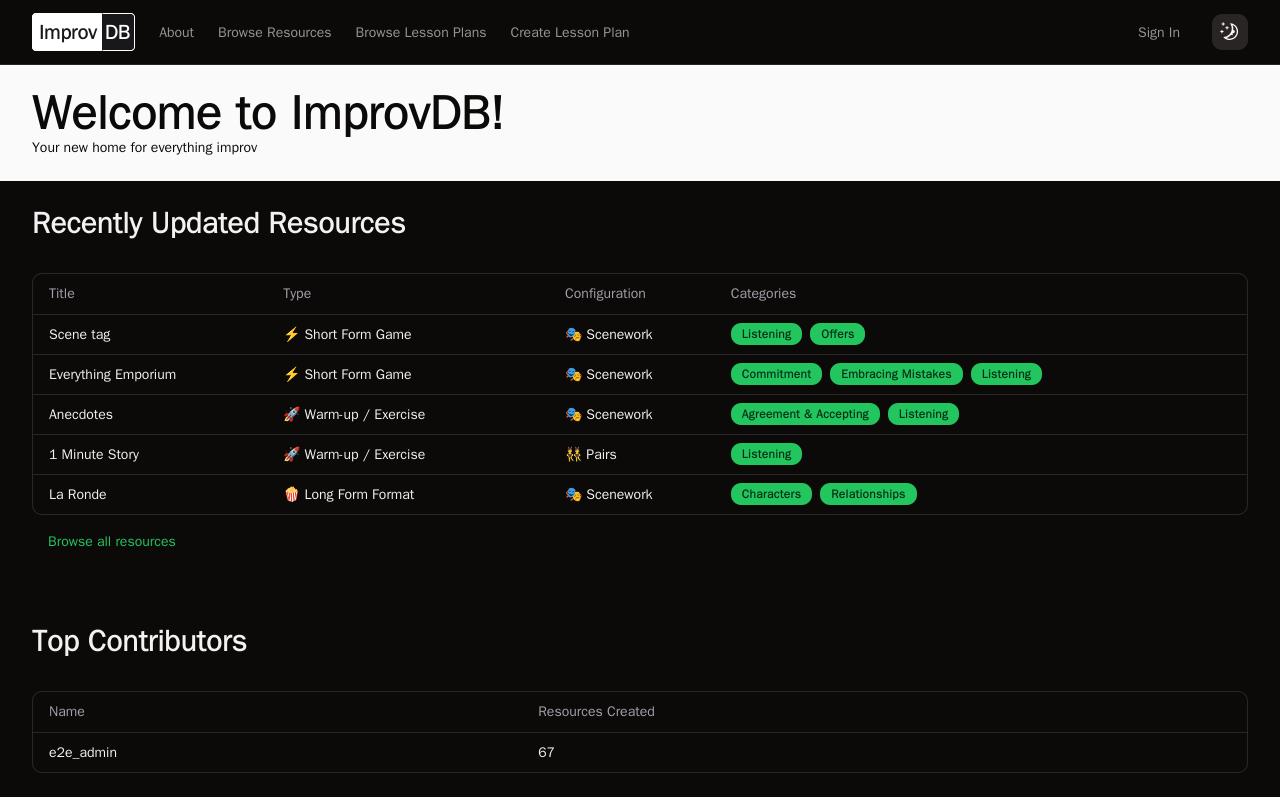 Improv DB About Browse Resources Browse Lesson Plans Create Lesson Plan Sign In
Welcome to ImprovDB!
Your new home for everything improv
Recently Updated Resources
Title Type Configuration Categories
Scene tag ⚡ Short Form Game 🎭 Scenework Listening Offers
Everything Emporium ⚡ Short Form Game 🎭 Scenework Commitment Embracing Mistakes Listening
Anecdotes 🚀 Warm-up / Exercise 🎭 Scenework Agreement & Accepting Listening
1 Minute Story 🚀 Warm-up / Exercise 👯 Pairs Listening
La Ronde 🍿 Long Form Format 🎭 Scenework Characters Relationships
Browse all resources
Top Contributors
Name Resources Created
e2e_admin 67